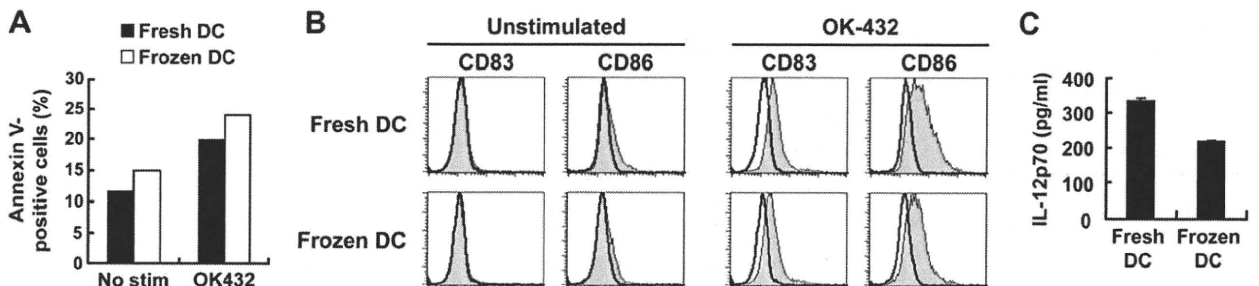 A
Fresh DC
Frozen DC
Annexin V-
positive cells (%)
30
25
20
15
10
5
0
No stim OK432
B
Unstimulated OK-432
CD83 CD86 CD83 CD86
Fresh DC
Frozen DC
C
IL-12p70 (pg/ml)
400
300
200
100
0
Fresh Frozen
DC DC